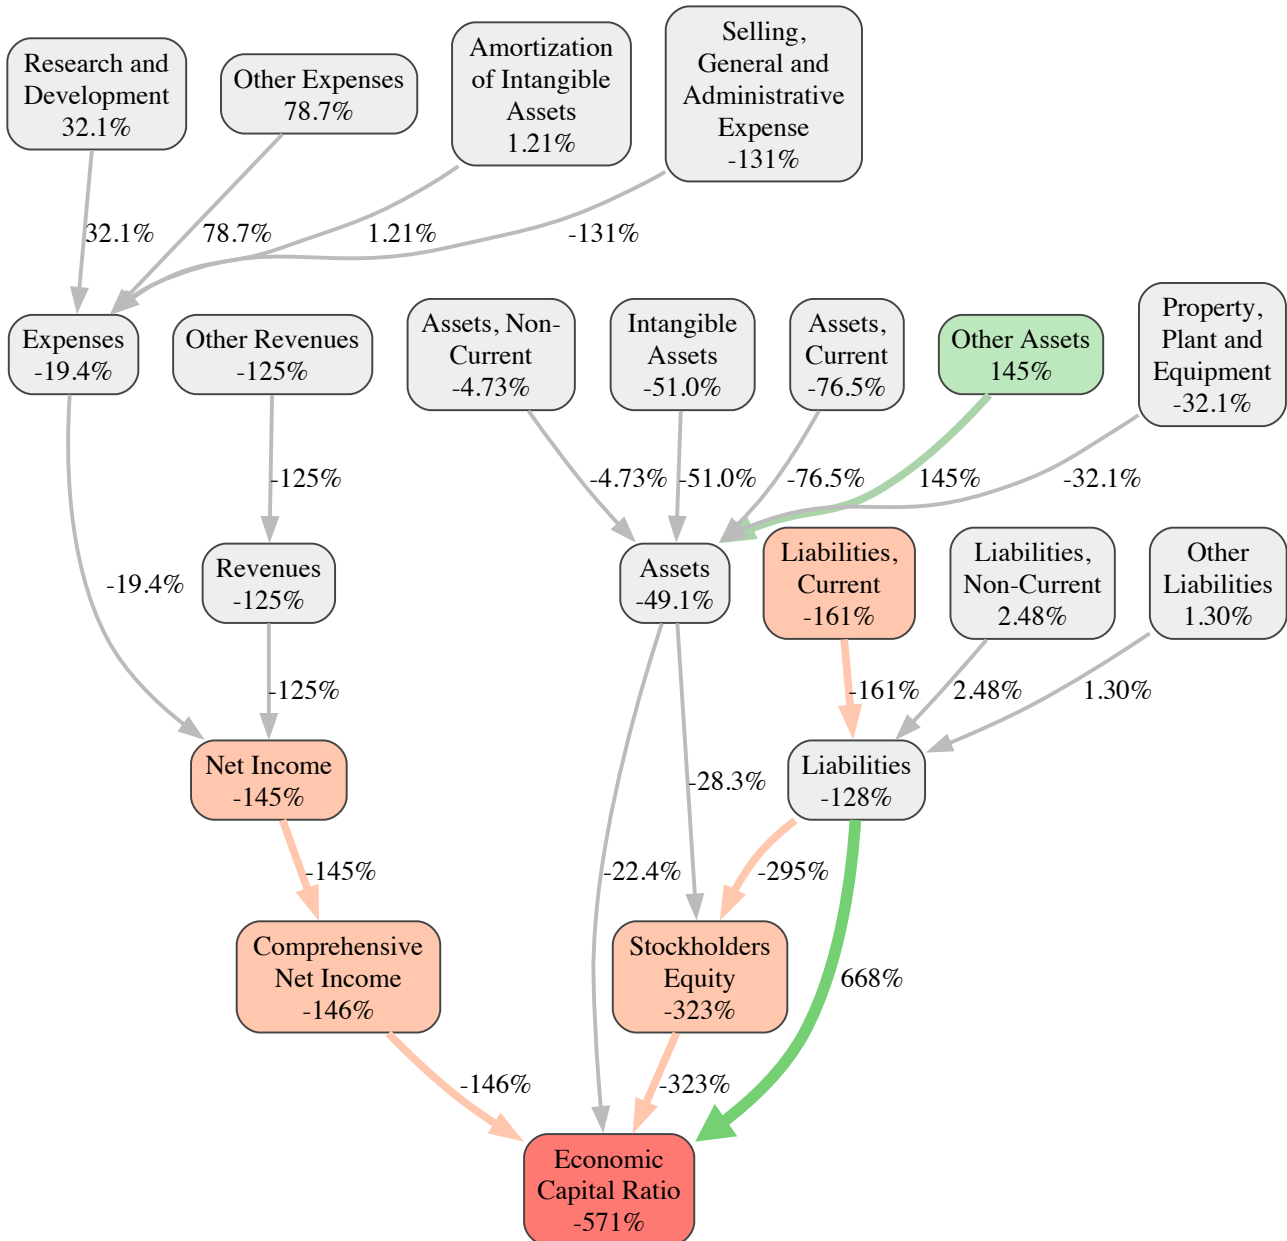 Research and
Development
32.1%
Other Expenses
78.7%
Amortization
of Intangible
Assets
1.21%
Selling,
General and
Administrative
Expense
-131%
32.1%
78.7%
1.21%
-131%
Expenses
-19.4%
Other Revenues
-125%
Assets, Non-
Current
-4.73%
Intangible
Assets
-51.0%
Assets,
Current
-76.5%
Other Assets
145%
Property,
Plant and
Equipment
-32.1%
-125%
-4.73%
-51.0%
-76.5%
145%
-32.1%
-19.4%
Revenues
-125%
Assets
-49.1%
Liabilities,
Current
-161%
Liabilities,
Non-Current
2.48%
Other
Liabilities
1.30%
-125%
-161%
2.48%
1.30%
Net Income
-145%
-28.3%
Liabilities
-128%
-145%
-22.4%
-295%
Comprehensive
Net Income
-146%
Stockholders
Equity
-323%
668%
-146%
-323%
Economic
Capital Ratio
-571%